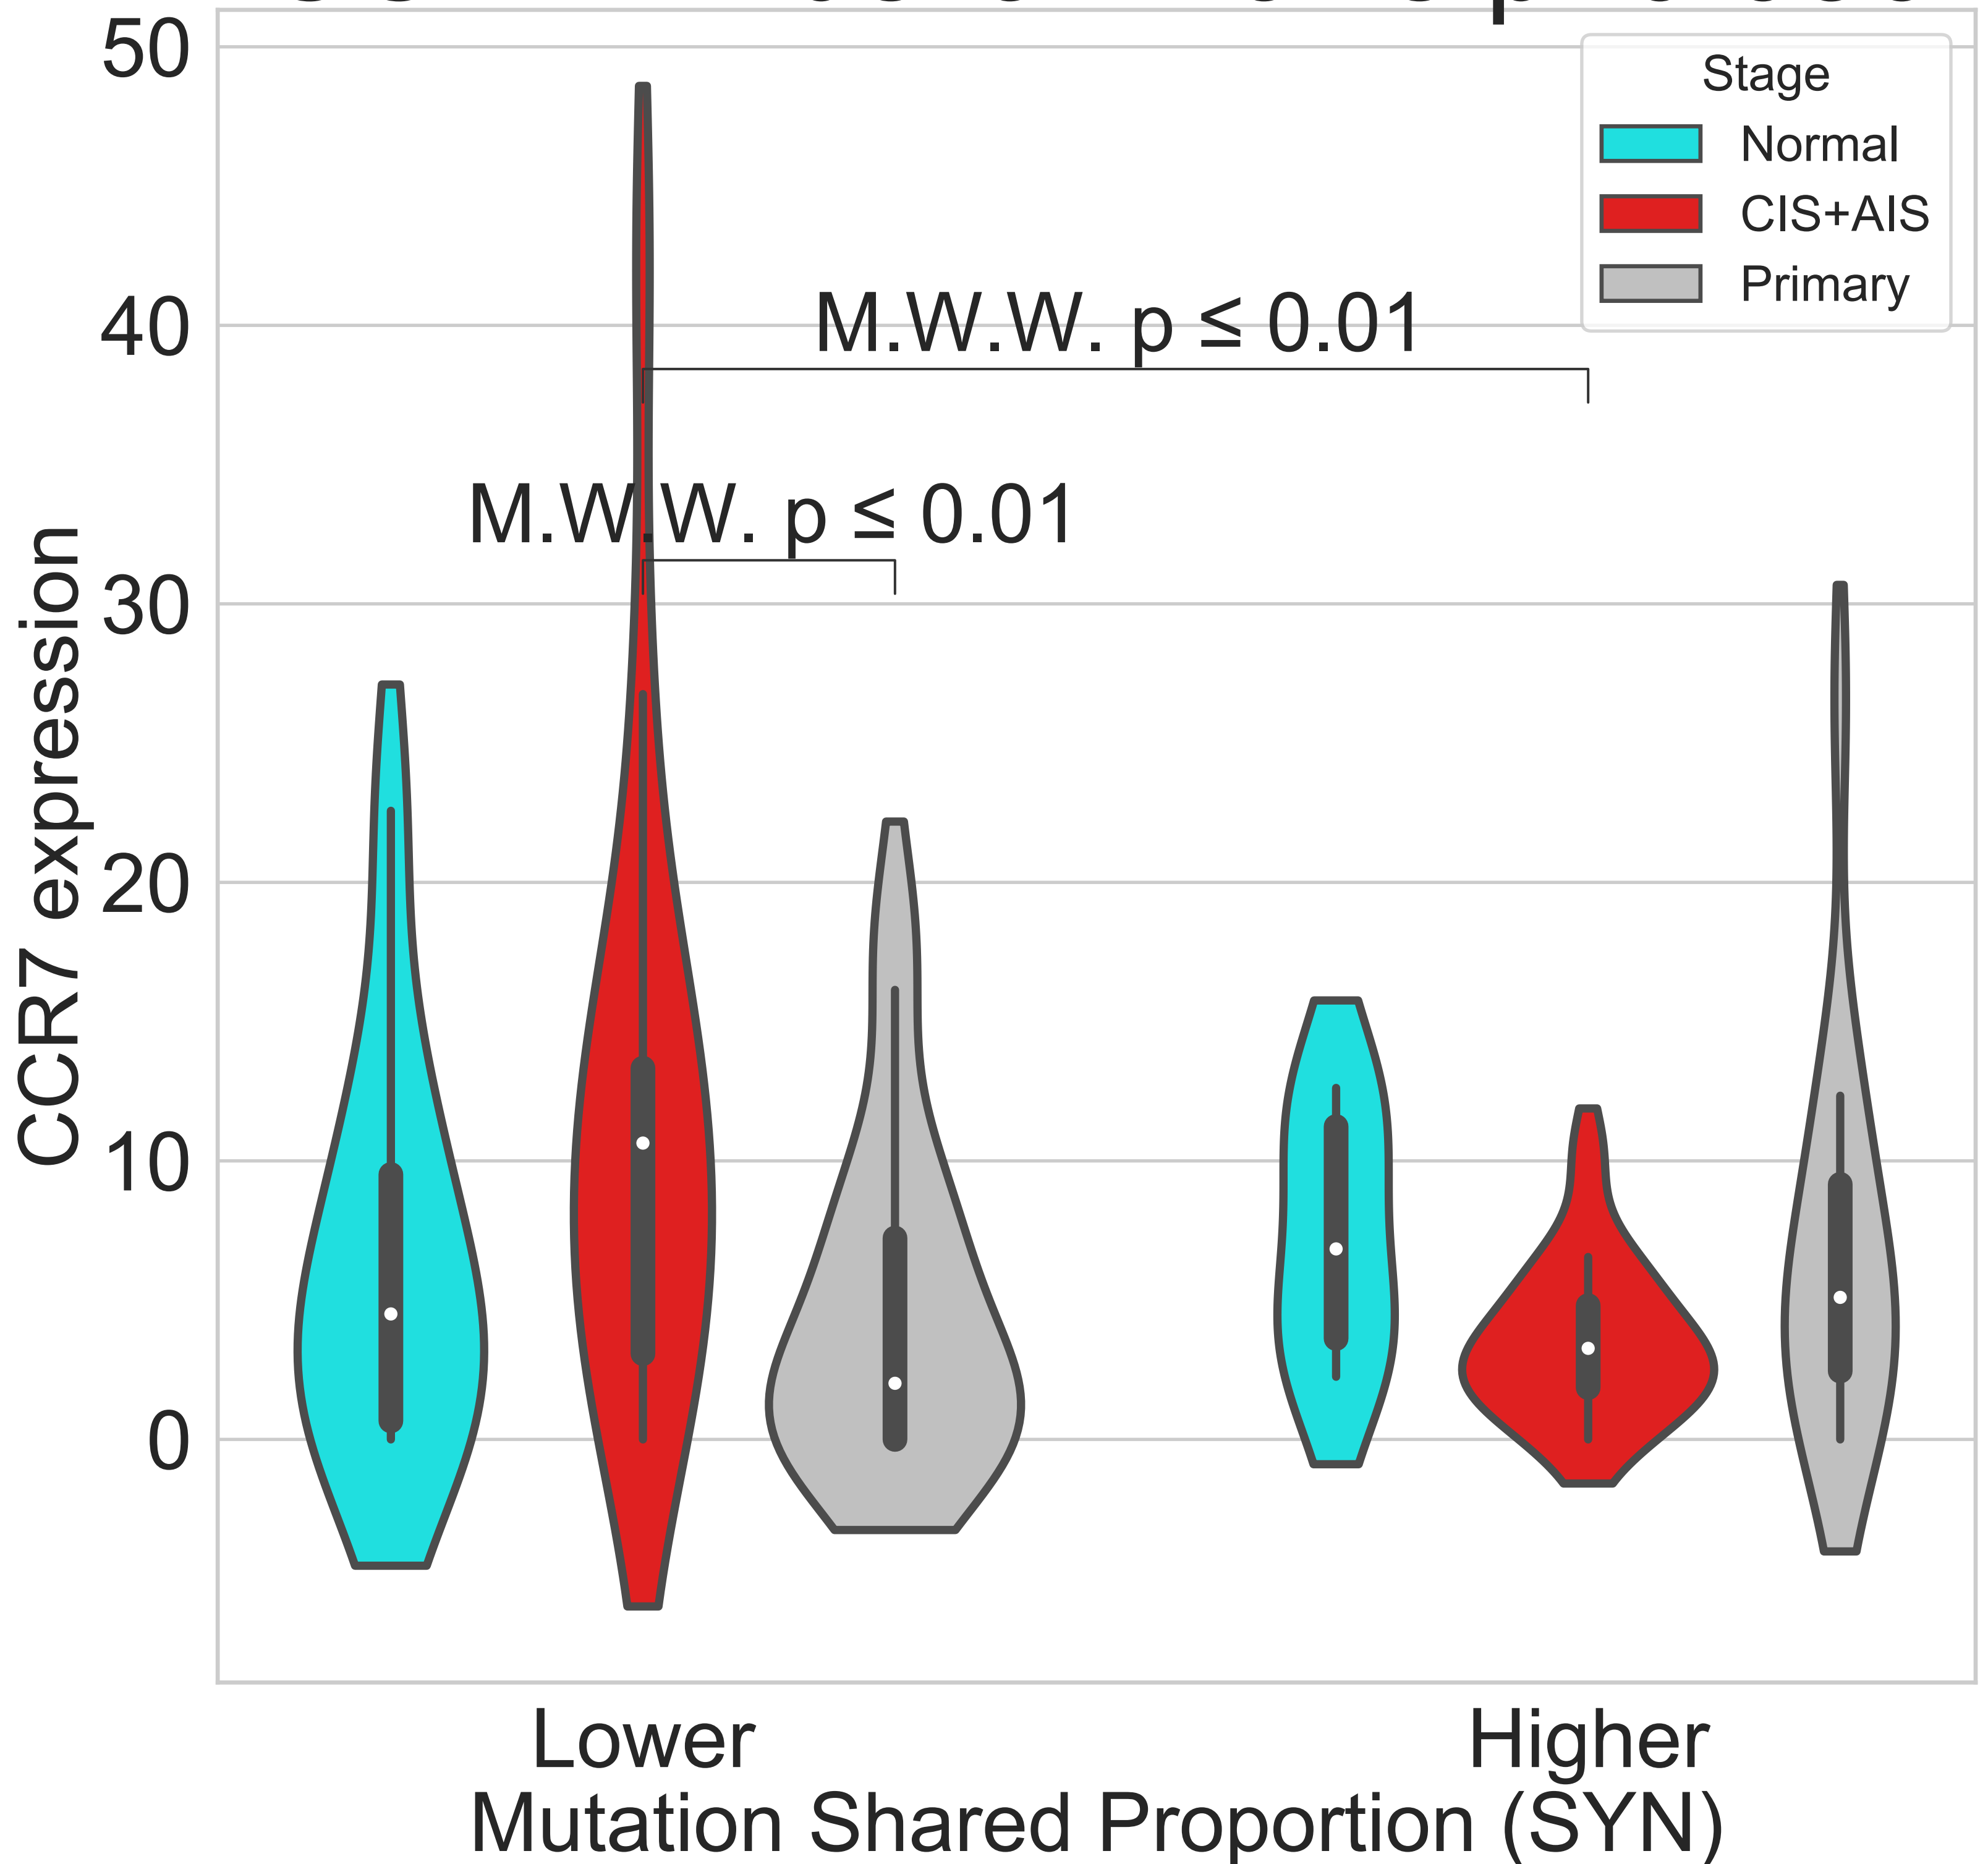 50
Stage
Normal
CIS+AIS
Primary
40
M.W.W. p ≤ 0.01
M.W.W. p ≤ 0.01
30
20
10
0
CCR7 expression
Lower
Higher
Mutation Shared Proportion (SYN)